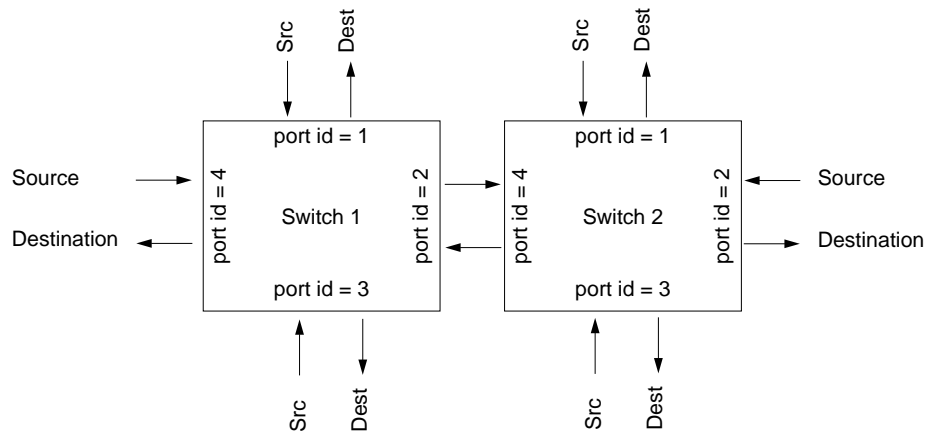 Src
Dest
Src
Dest
port id = 1
port id = 1
Source
port id = 4
port id = 2
port id = 4
port id = 2
Source
Switch 1
Switch 2
Destination
Destination
port id = 3
port id = 3
Src
Dest
Src
Dest